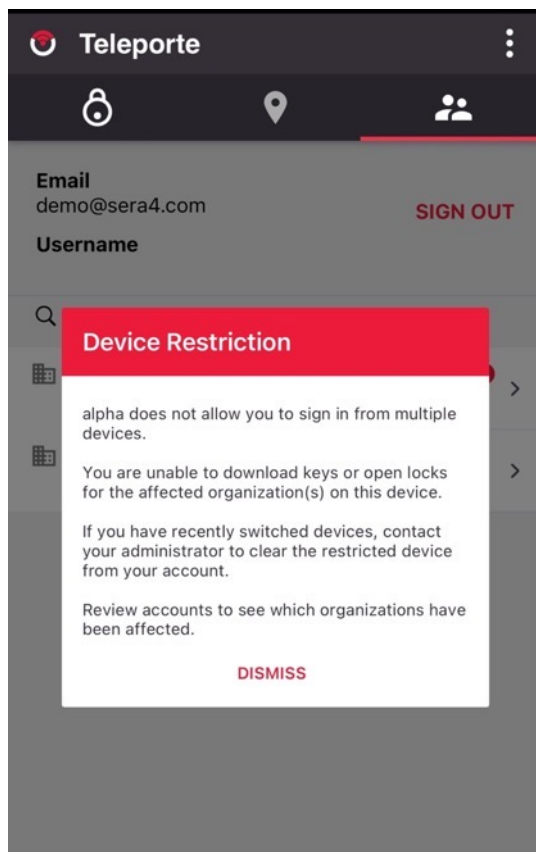 Teleporte
Email
demo@sera4.com
SIGN OUT
Username
Device Restriction
alpha does not allow you to sign in from multiple
devices.
You are unable to download keys or open locks
for the affected organization(s) on this device.
If you have recently switched devices, contact
your administrator to clear the restricted device
from your account.
Review accounts to see which organizations have
been affected.
DISMISS